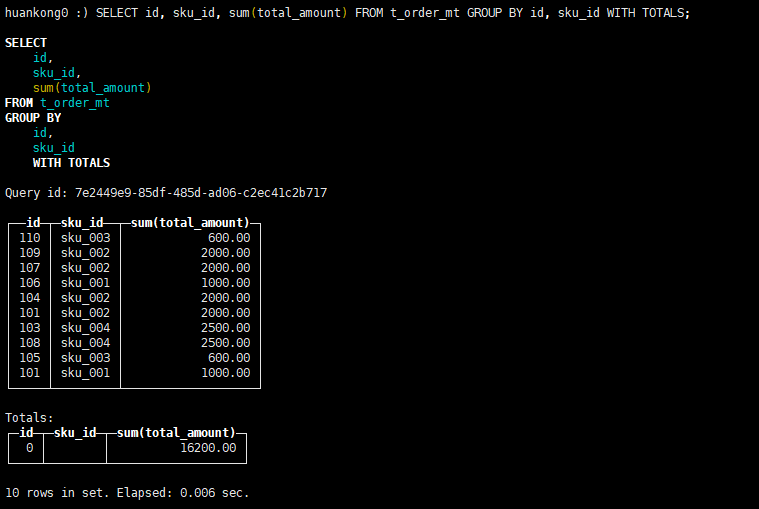 huankong0 :) SELECT id, sku_id, sum(total_amount) FROM t_order_mt GROUP BY id, sku_id WITH TOTALS;
SELECT
id,
sku_id,
sum(total_amount)
FROM t_order_mt
GROUP BY
id,
sku_id
WITH TOTALS
Query id: 7e2449e9-85df-485d-ad06-c2ec41c2b717
id sku_id sum(total_amount)
110 sku_003 600.00
109 sku_002 2000.00
107 sku_002 2000.00
106 sku_001 1000.00
104 sku_002 2000.00
101 sku_002 2000.00
103 sku_004 2500.00
108 sku_004 2500.00
105 sku_003 600.00
101 sku_001 1000.00
Totals:
id sku_id sum(total_amount)
0 16200.00
10 rows in set. Elapsed: 0.006 sec.